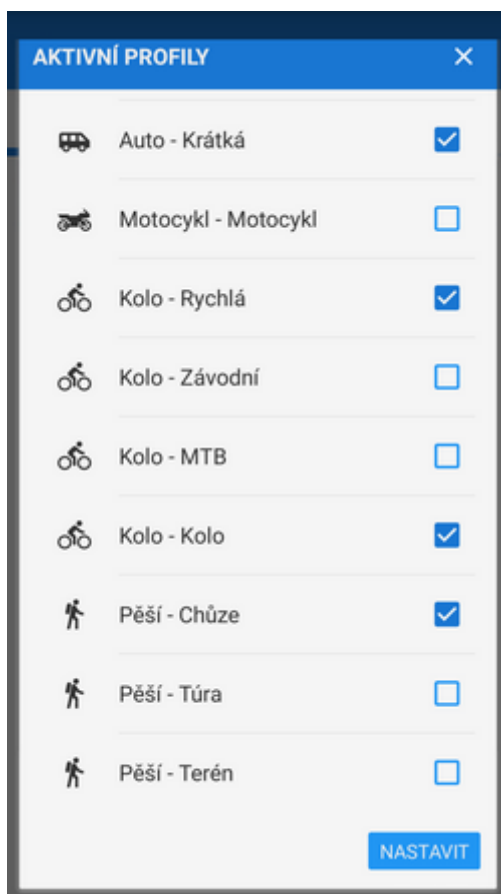 AKTIVNÍ PROFILY
Auto - Krátká
Motocykl - Motocykl
Kolo - Rychlá
Kolo - Závodní
Kolo - MTB
Kolo - Kolo
Pěší - Chůze
Pěší - Túra
Pěší - Terén
NASTAVIT